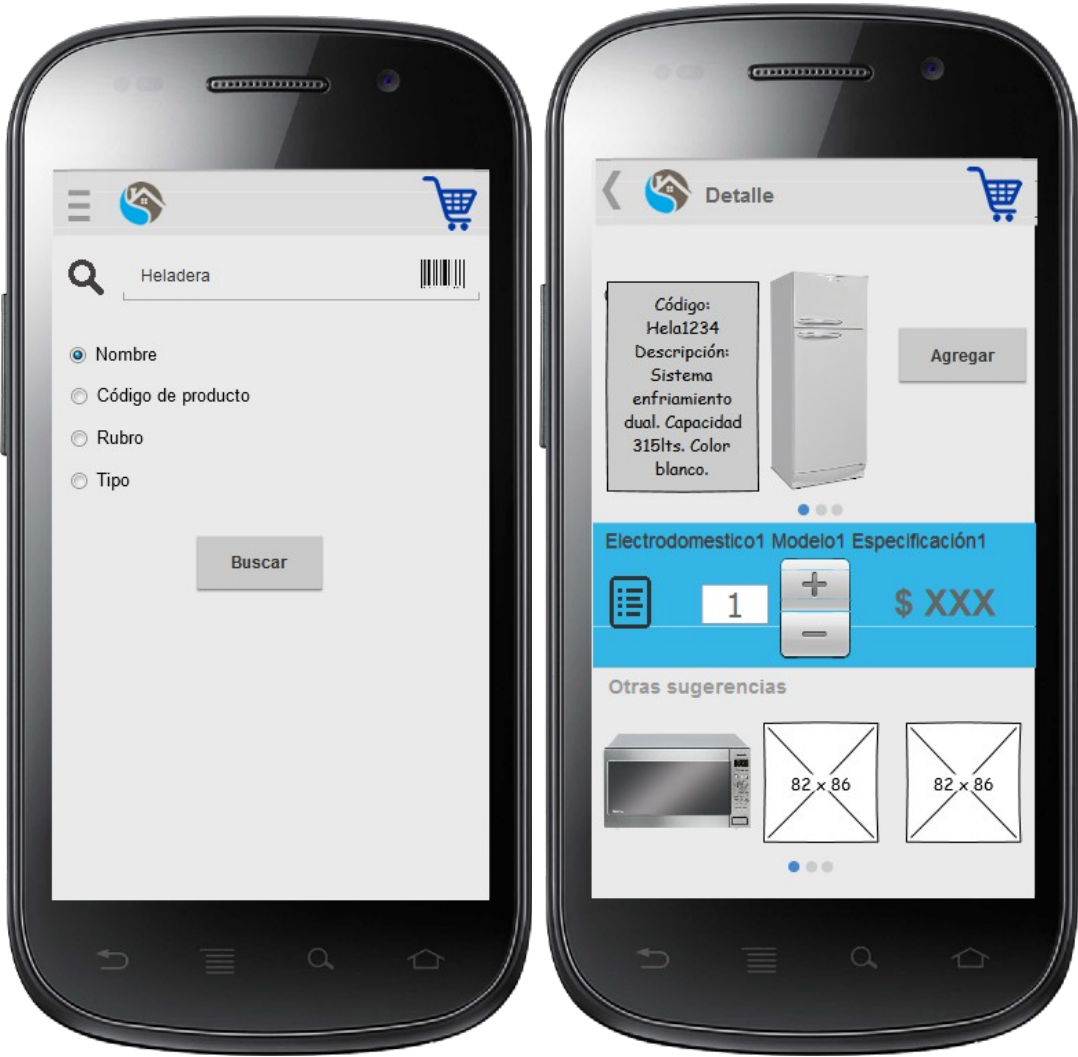 Heladera
Nombre
Código de producto
Rubro
Tipo
Buscar
Detalle
Código:
Hela1234
Descripción:
Sistema
enfriamiento
dual. Capacidad
315lts. Color
blanco.
Agregar
Electrodomestico1 Modelo1 Especificación1
1
$ XXX
Otras sugerencias
82 x 86
82 x 86